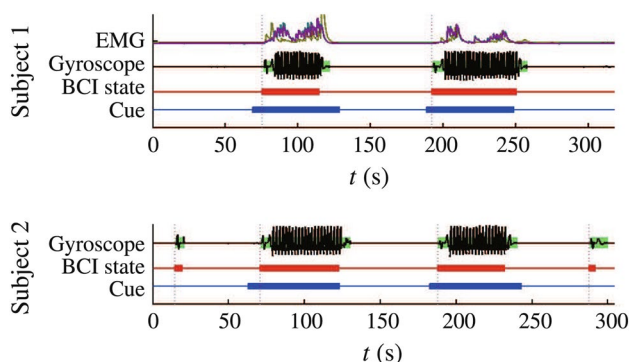 Subject 1
EMG
Gyroscope
BCI state
Cue
0 50 100 150 200 250 300
t (s)
Subject 2
Gyroscope
BCI state
Cue
0 50 100 150 200 250 300
t (s)